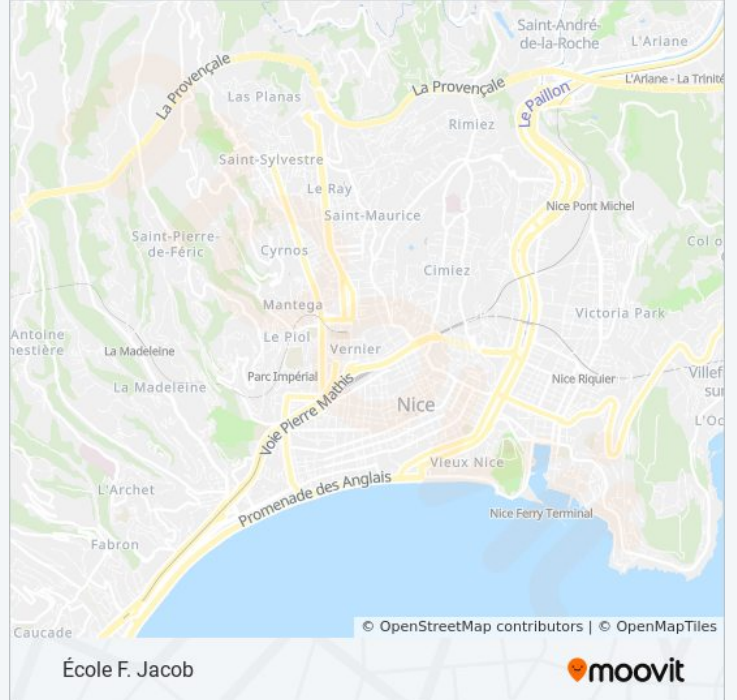 Saint-André-
de-la-Roche
L'Ariane
La Provençale
La Provençale
L'Ariane - La Trinité
Las Planas
Le Paillon
Rimiez
Saint-Sylvestre
Le Ray
Nice Pont Michel
Saint-Maurice
Saint-Pierre-
de-Féric
Cyrnos
Col
Cimiez
Mantega
Victoria Park
Antoine
Le Piol
La Madeleine
Vernier
Parc Impérial
Nice Riquier
La Madeleine
Nice
Voie Pierre Mathis
Vieux Nice
L'Archet
Promenade des Anglais
Nice Ferry Terminal
Fabron
Caucade
© OpenStreetMap contributors | © OpenMapTiles
École F. Jacob
moovit